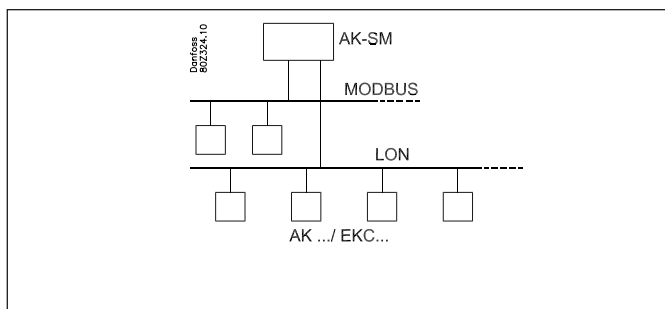 Danfoss
80Z324.10
AK-SM
MODBUS
LON
AK .../ EKC...